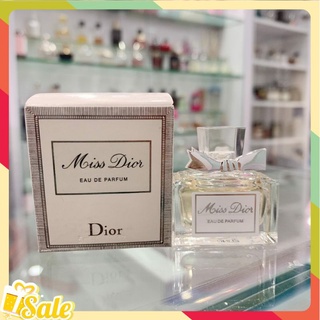 Miss Dior
EAU DE PARFUM
Dior
Miss Dior
EAU DE PARFUM
Sale